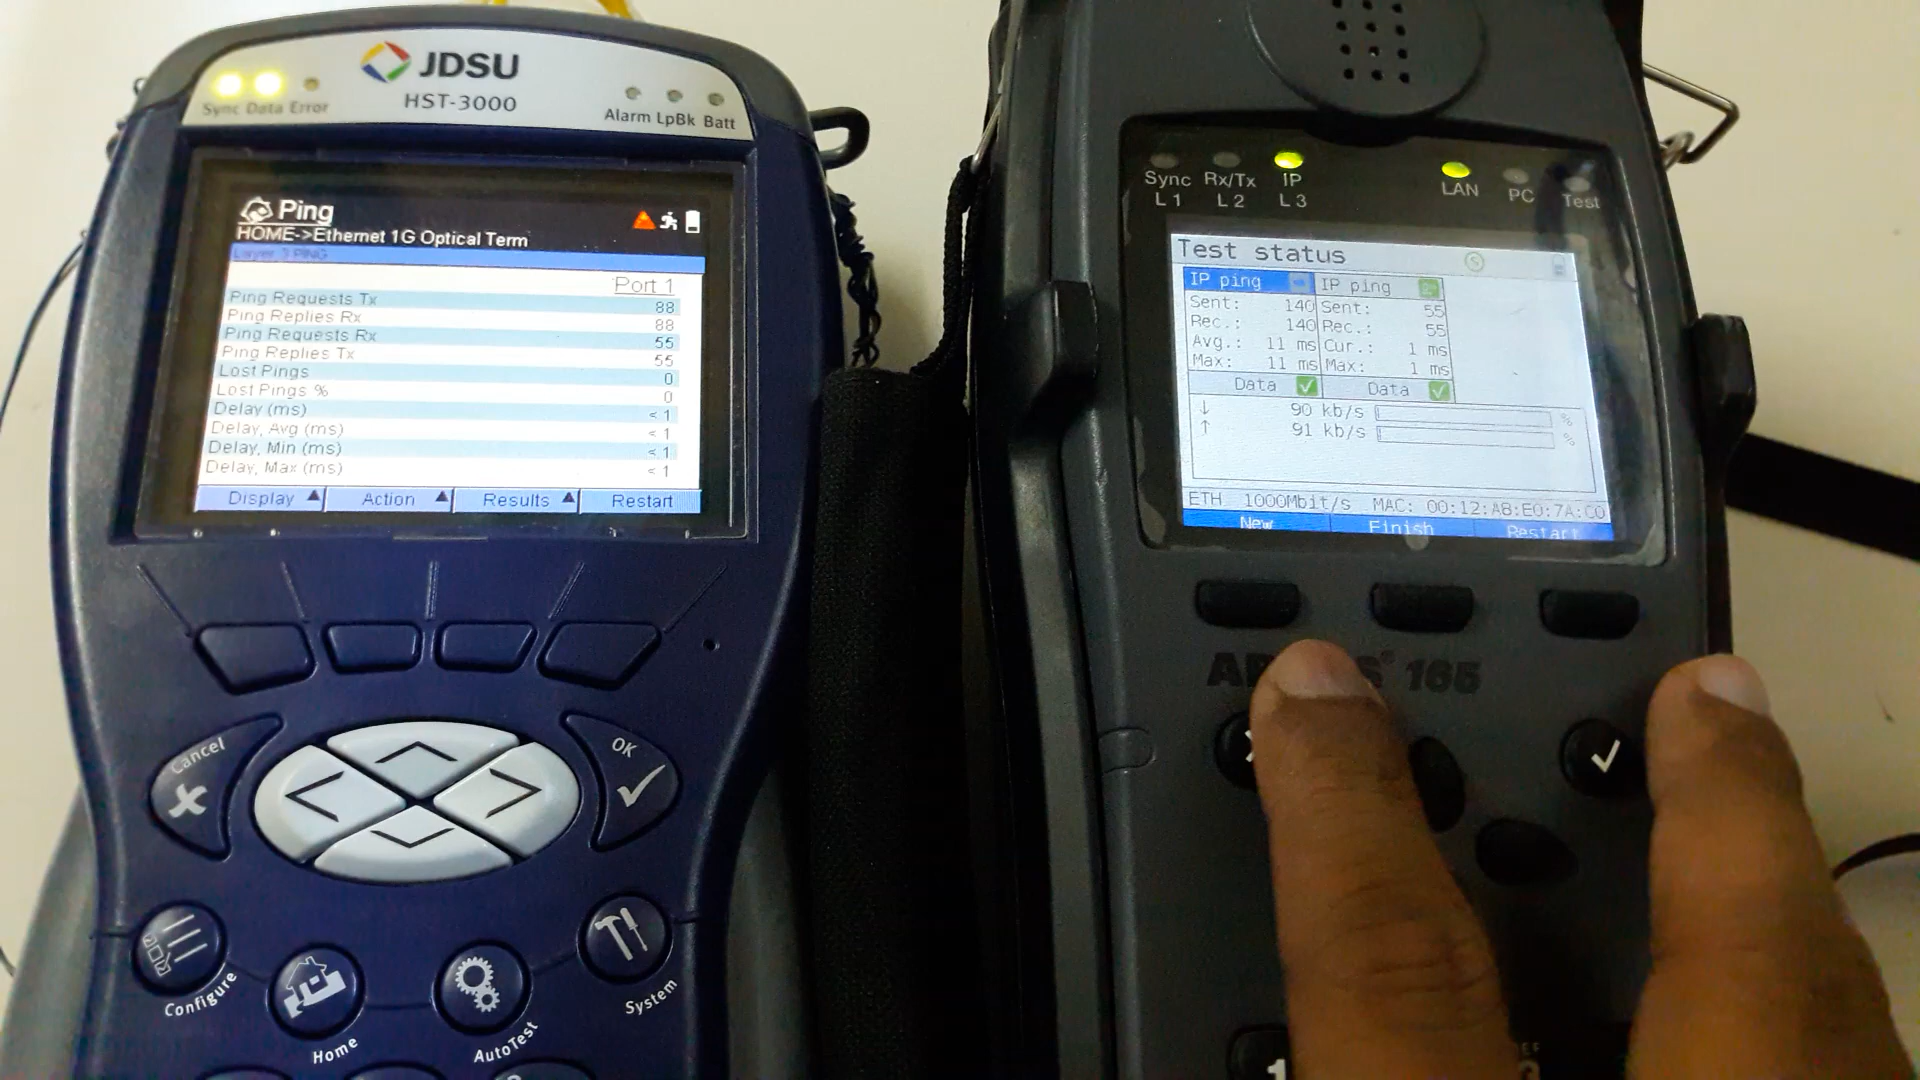 JDSU
HST-3000
Sync Data Error
Alarm LpBk Batt
Ping
HOME->Ethernet 1G Optical Term
Layer 3 PING
Port 1
Ping Requests Tx 88
Ping Replies Rx 88
Ping Requests Rx 55
Ping Replies Tx 55
Lost Pings 0
Lost Pings % 0
Delay (ms) < 1
Delay, Avg (ms) < 1
Delay, Min (ms) < 1
Delay, Max (ms) < 1
Display Action Results Restart
Cancel
OK
Configure
Home
AutoTest
System
Sync Rx/Tx IP LAN PC Test
L1 L2 L3
Test status
IP ping IP ping
Sent: 140 Sent: 55
Rec.: 140 Rec.: 55
Avg.: 11 ms Cur.: 1 ms
Max: 11 ms Max: 1 ms
Data Data
↓ 90 kb/s %
↑ 91 kb/s %
ETH 1000Mbit/s MAC: 00:12:A8:E0:7A:C0
New Finish Restart
165
1